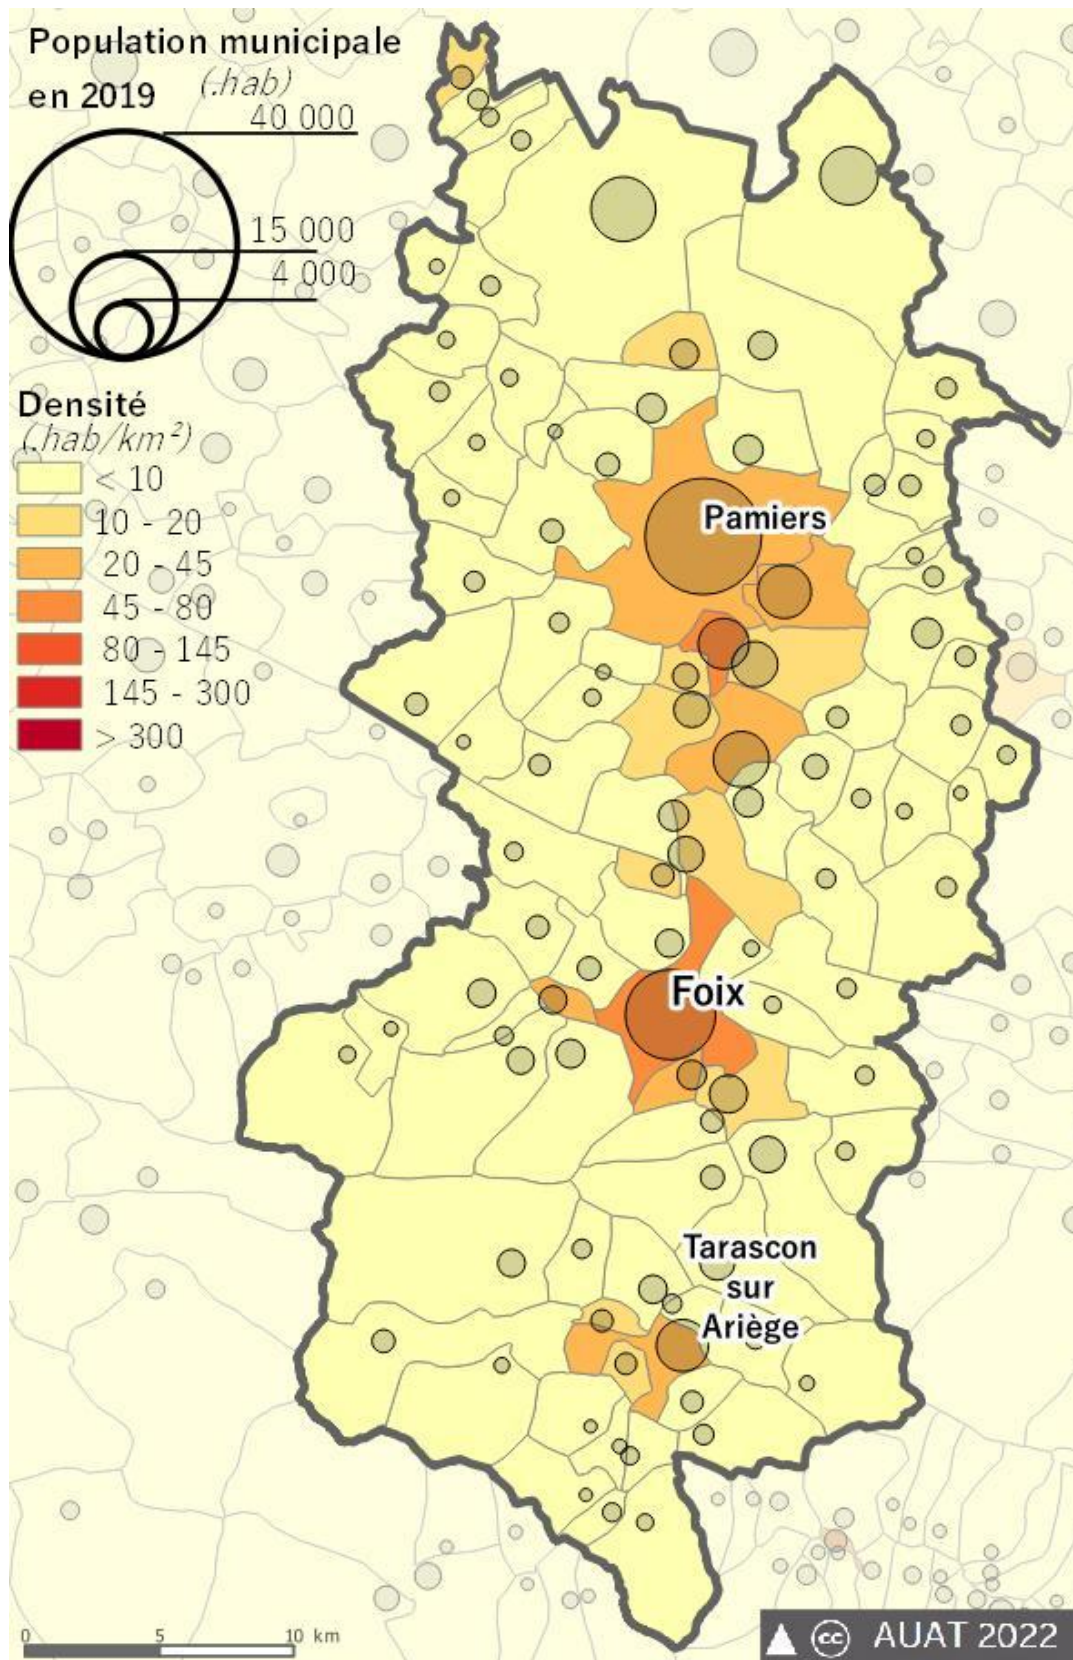 Population municipale
en 2019 (.hab)
40 000
15 000
4 000
Densité
(.hab/km²)
< 10
10 - 20
20 - 45
45 - 80
80 - 145
145 - 300
> 300
Pamiers
Foix
Tarascon
sur
Ariège
0 5 10 km
cc AUAT 2022